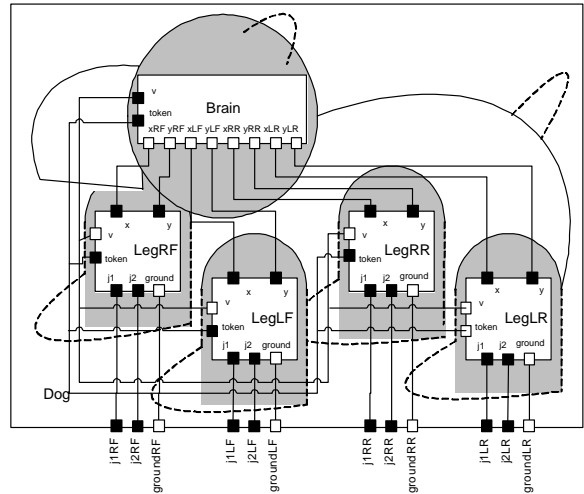 v
Brain
token
xRF yRF xLF yLF xRR yRR xLR yLR
x y
v
LegRF
token
j1 j2 ground
x y
v
LegRR
token
j1 j2 ground
x y
v
LegLF
token
j1 j2 ground
x y
v
LegLR
token
j1 j2 ground
Dog
j1RF
j2RF
groundRF
j1LF
j2LF
groundLF
j1RR
j2RR
groundRR
j1LR
j2LR
groundLR